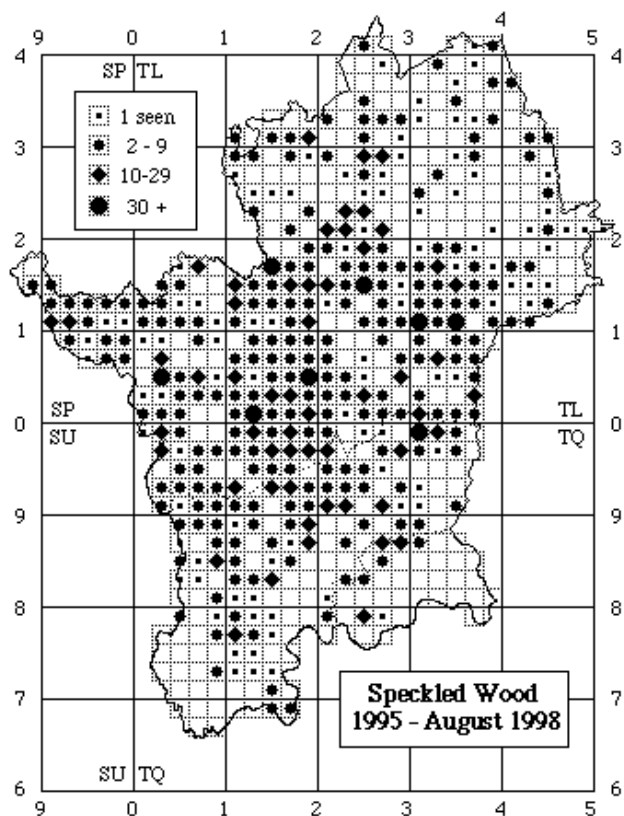 9 0 1 2 3 4 5
4 4
SP TL
1 seen
2 - 9
10-29
30 +
3 3
2 2
1 1
SP TL
0 0
SU TQ
9 9
8 8
7 7
Speckled Wood
1995 - August 1998
SU TQ
6 6
9 0 1 2 3 4 5